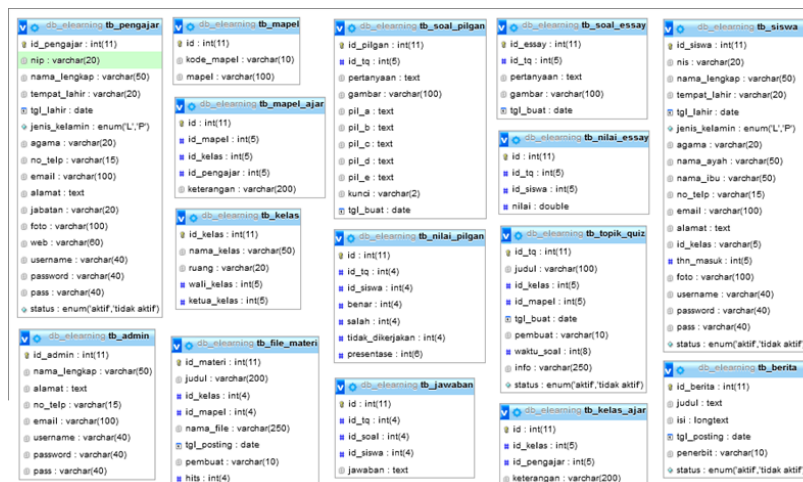 db_elearning tb_pengajar
id_pengajar : int(11)
nip : varchar(20)
nama_lengkap : varchar(50)
tempat_lahir : varchar(20)
tgl_lahir : date
jenis_kelamin : enum('L','P')
agama : varchar(20)
no_telp : varchar(15)
email : varchar(100)
alamat : text
jabatan : varchar(20)
foto : varchar(100)
web : varchar(60)
username : varchar(40)
password : varchar(40)
pass : varchar(40)
status : enum('aktif','tidak aktif')
db_elearning tb_admin
id_admin : int(11)
nama_lengkap : varchar(50)
alamat : text
no_telp : varchar(15)
email : varchar(100)
username : varchar(40)
password : varchar(40)
pass : varchar(40)
db_elearning tb_mapel
id : int(11)
kode_mapel : varchar(10)
mapel : varchar(100)
db_elearning tb_mapel_ajar
id : int(11)
id_mapel : int(5)
id_kelas : int(5)
id_pengajar : int(5)
keterangan : varchar(200)
db_elearning tb_kelas
id_kelas : int(11)
nama_kelas : varchar(50)
ruang : varchar(20)
wali_kelas : int(5)
ketua_kelas : int(5)
db_elearning tb_file_materi
id_materi : int(11)
judul : varchar(200)
id_kelas : int(4)
id_mapel : int(4)
nama_file : varchar(250)
tgl_posting : date
pembuat : varchar(10)
hits : int(4)
db_elearning tb_soal_pilgan
id_pilgan : int(11)
id_tq : int(5)
pertanyaan : text
gambar : varchar(100)
pil_a : text
pil_b : text
pil_c : text
pil_d : text
pil_e : text
kunci : varchar(2)
tgl_buat : date
db_elearning tb_nilai_pilgan
id : int(11)
id_tq : int(4)
id_siswa : int(4)
benar : int(4)
salah : int(4)
tidak_dikerjakan : int(4)
presentase : int(6)
db_elearning tb_jawaban
id : int(11)
id_tq : int(4)
id_soal : int(4)
id_siswa : int(4)
jawaban : text
db_elearning tb_soal_essay
id_essay : int(11)
id_tq : int(5)
pertanyaan : text
gambar : varchar(100)
tgl_buat : date
db_elearning tb_nilai_essay
id : int(11)
id_tq : int(5)
id_siswa : int(5)
nilai : double
db_elearning tb_topik_quiz
id_tq : int(11)
judul : varchar(100)
id_kelas : int(5)
id_mapel : int(5)
tgl_buat : date
pembuat : varchar(10)
waktu_soal : int(8)
info : varchar(250)
status : enum('aktif','tidak aktif')
db_elearning tb_kelas_ajar
id : int(11)
id_kelas : int(5)
id_pengajar : int(5)
keterangan : varchar(200)
db_elearning tb_siswa
id_siswa : int(11)
nis : varchar(20)
nama_lengkap : varchar(50)
tempat_lahir : varchar(20)
tgl_lahir : date
jenis_kelamin : enum('L','P')
agama : varchar(20)
nama_ayah : varchar(50)
nama_ibu : varchar(50)
no_telp : varchar(15)
email : varchar(100)
alamat : text
id_kelas : varchar(5)
thn_masuk : int(5)
foto : varchar(100)
username : varchar(40)
password : varchar(40)
pass : varchar(40)
status : enum('aktif','tidak aktif')
db_elearning tb_berita
id_berita : int(11)
judul : text
isi : longtext
tgl_posting : date
penerbit : varchar(10)
status : enum('aktif','tidak aktif')